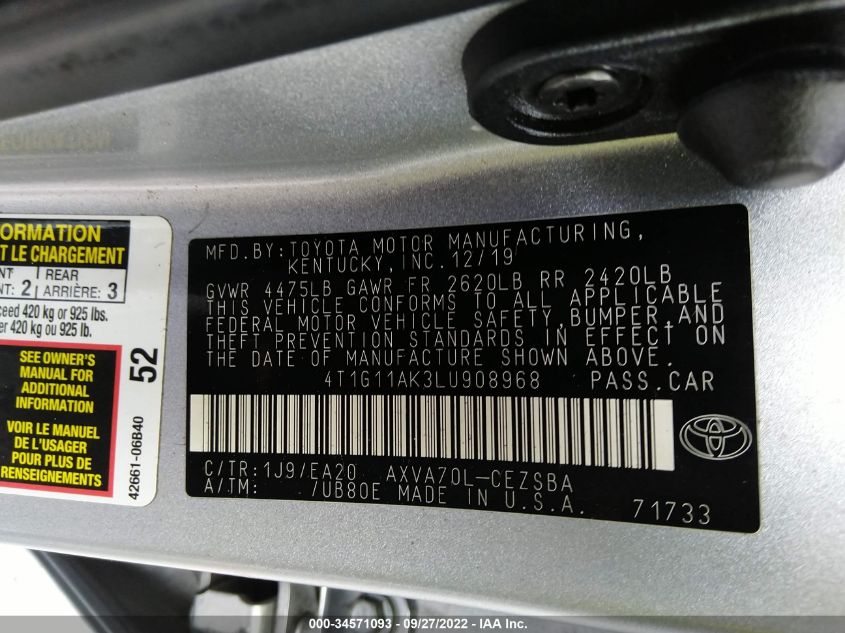 ORMATION
T LE CHARGEMENT
NT 2 REAR
ARRIÈRE 3
ceed 420 kg or 925 lbs.
er 420 kg ou 925 lb.
SEE OWNER'S
MANUAL FOR
ADDITIONAL
INFORMATION
VOIR LE MANUEL
DE L'USAGER
POUR PLUS DE
RENSEIGNEMENTS
52
42661-06B40
MFD.BY:TOYOTA MOTOR MANUFACTURING,
KENTUCKY,INC.12/19
GVWR 4475LB GAWR FR 2620LB RR 2420LB
THIS VEHICLE CONFORMS TO ALL APPLICABLE
FEDERAL MOTOR VEHICLE SAFETY,BUMPER,AND
THEFT PREVENTION STANDARDS IN EFFECT ON
THE DATE OF MANUFACTURE SHOWN ABOVE.
4T1G11AK3LU908968 PASS.CAR
C/TR:1J9/EA20 AXVA70L-CEZSBA
A/TM: /UB80E MADE IN U.S.A. 71733
000-34571093 - 09/27/2022 - IAA Inc.